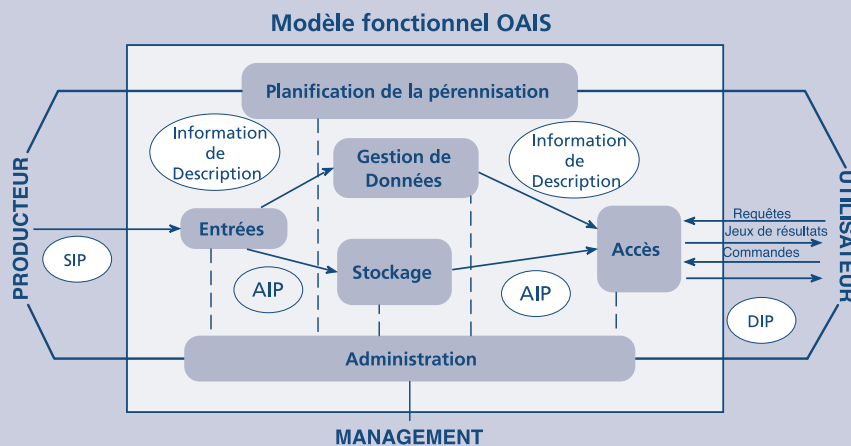 Modèle fonctionnel OAIS
Planification de la pérennisation
Information
de
Description
Gestion de
Données
Information
de
Description
PRODUCTEUR
SIP
Entrées
AIP
Stockage
AIP
Accès
Requêtes
Jeux de résultats
Commandes
DIP
UTILISATEUR
Administration
MANAGEMENT